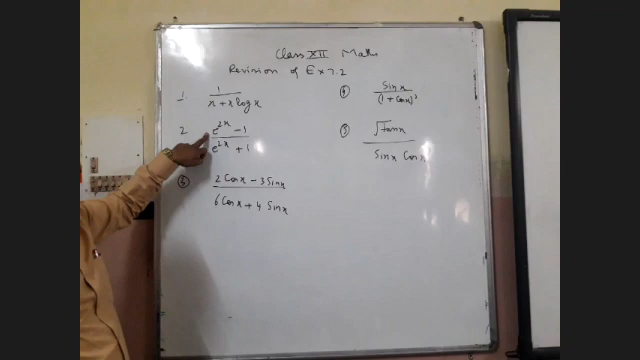 Class XII Maths
Revision of Ex 7.2
1. 1 / x + x log x
2. e^2x - 1 / e^2x + 1
③ 2 Cos x - 3 Sin x / 6 Cos x + 4 Sin x
④ Sin x / (1 + Cos x)^2
⑤ √Tan x / Sin x Cos x